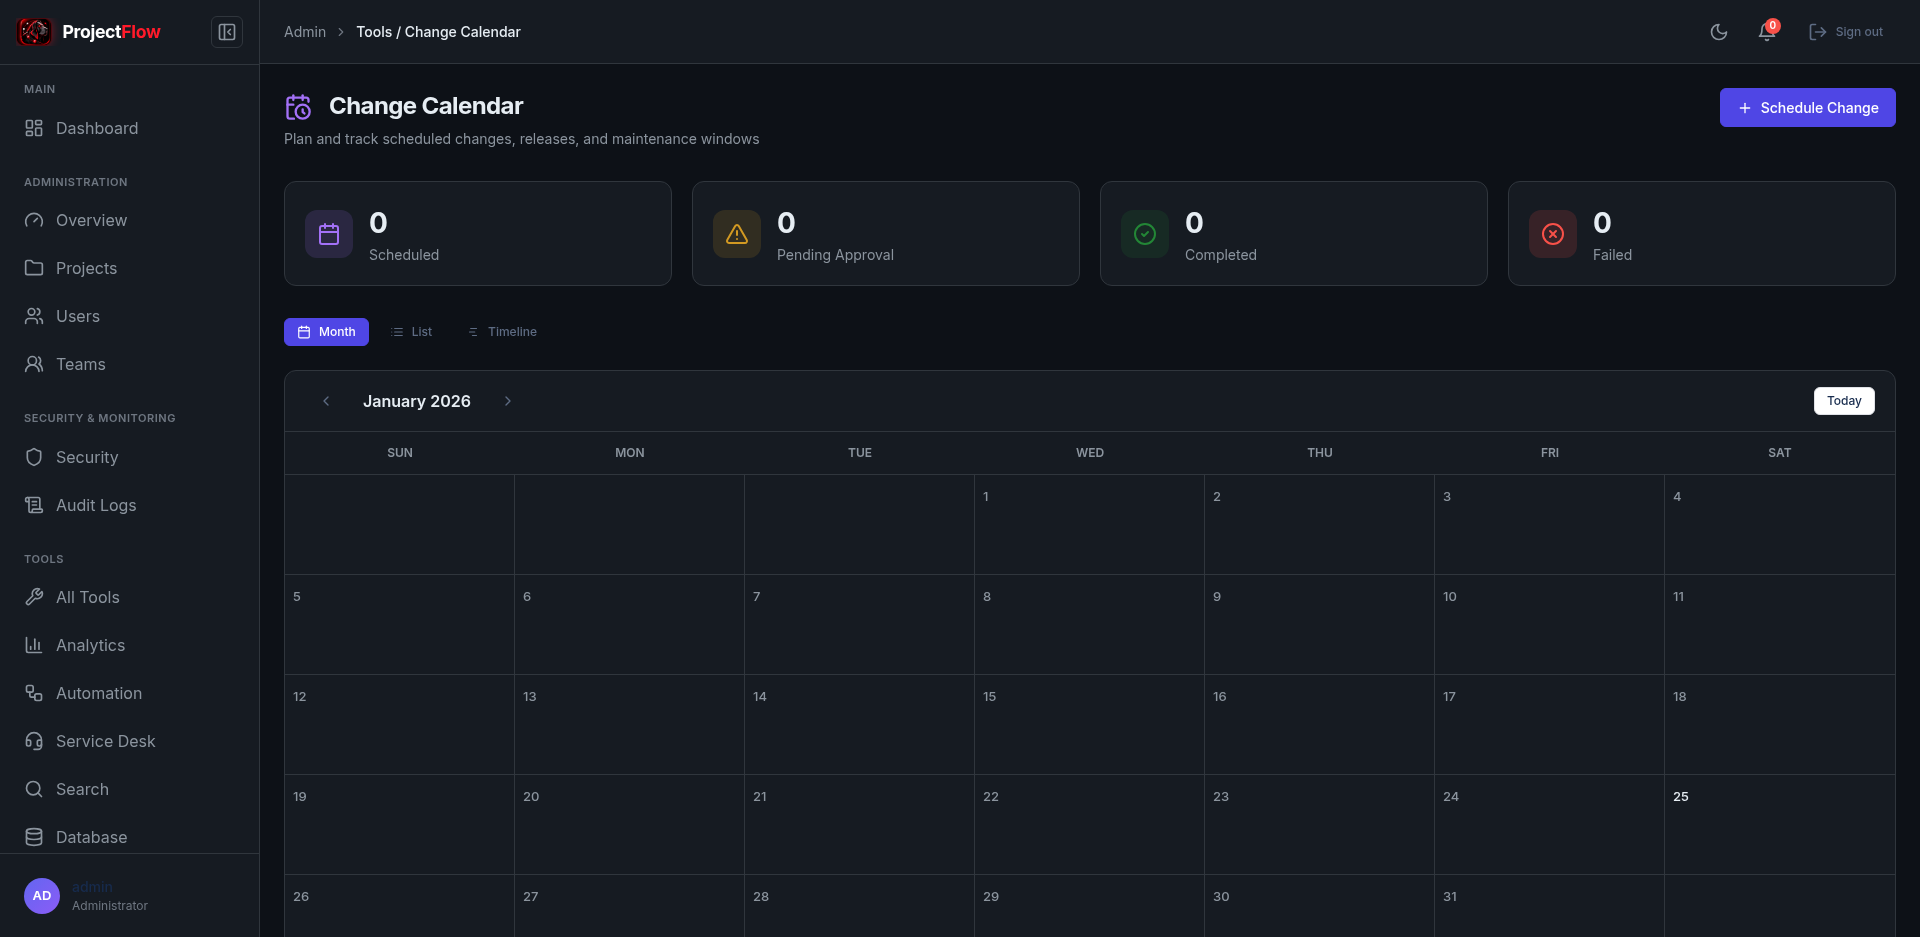 ProjectFlow
Admin > Tools / Change Calendar
0
Sign out
MAIN
Dashboard
ADMINISTRATION
Overview
Projects
Users
Teams
SECURITY & MONITORING
Security
Audit Logs
TOOLS
All Tools
Analytics
Automation
Service Desk
Search
Database
AD
admin
Administrator
Change Calendar
Plan and track scheduled changes, releases, and maintenance windows
Schedule Change
0
Scheduled
0
Pending Approval
0
Completed
0
Failed
Month List Timeline
January 2026
Today
SUN MON TUE WED THU FRI SAT
1 2 3 4
5 6 7 8 9 10 11
12 13 14 15 16 17 18
19 20 21 22 23 24 25
26 27 28 29 30 31